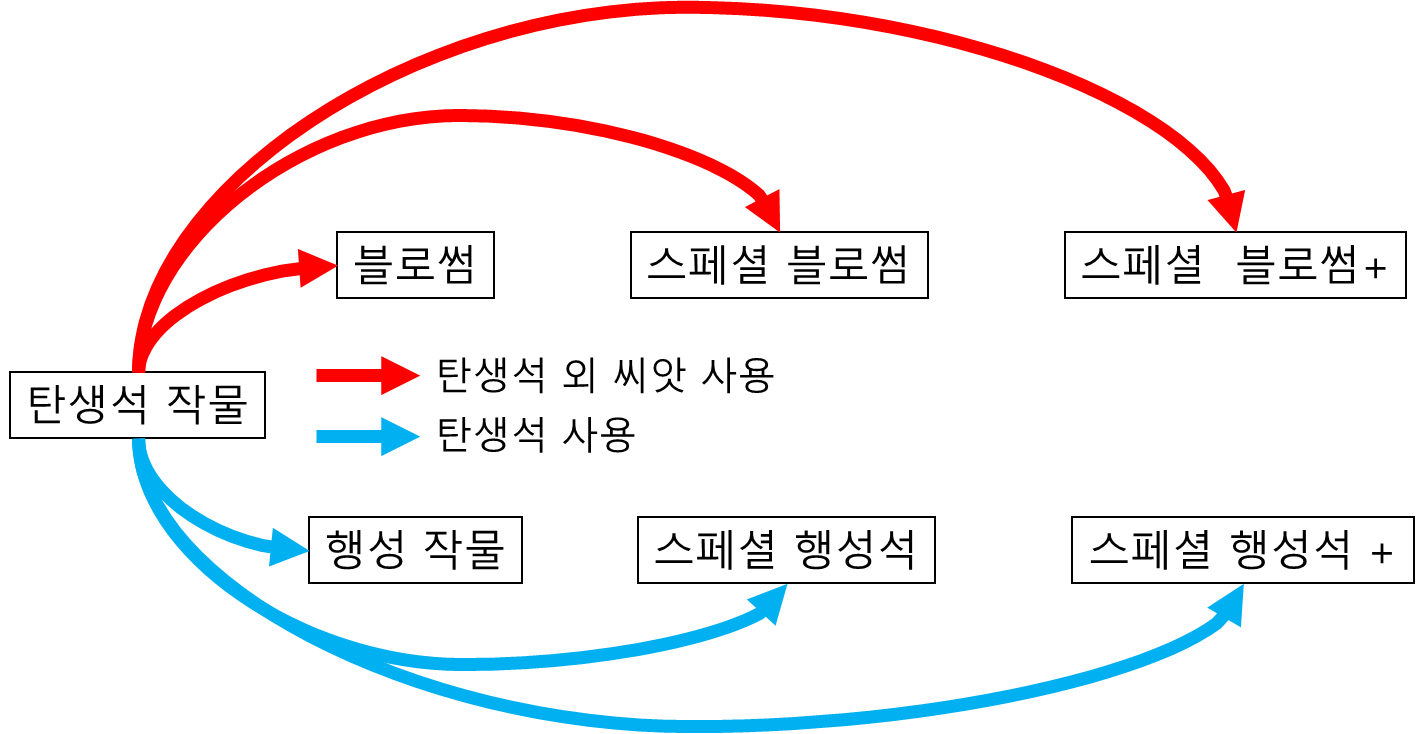 블로썸
스페셜 블로썸
스페셜  블로썸+
탄생석 외 씨앗 사용
탄생석 작물
탄생석 사용
행성 작물
스페셜 행성석
스페셜 행성석 +